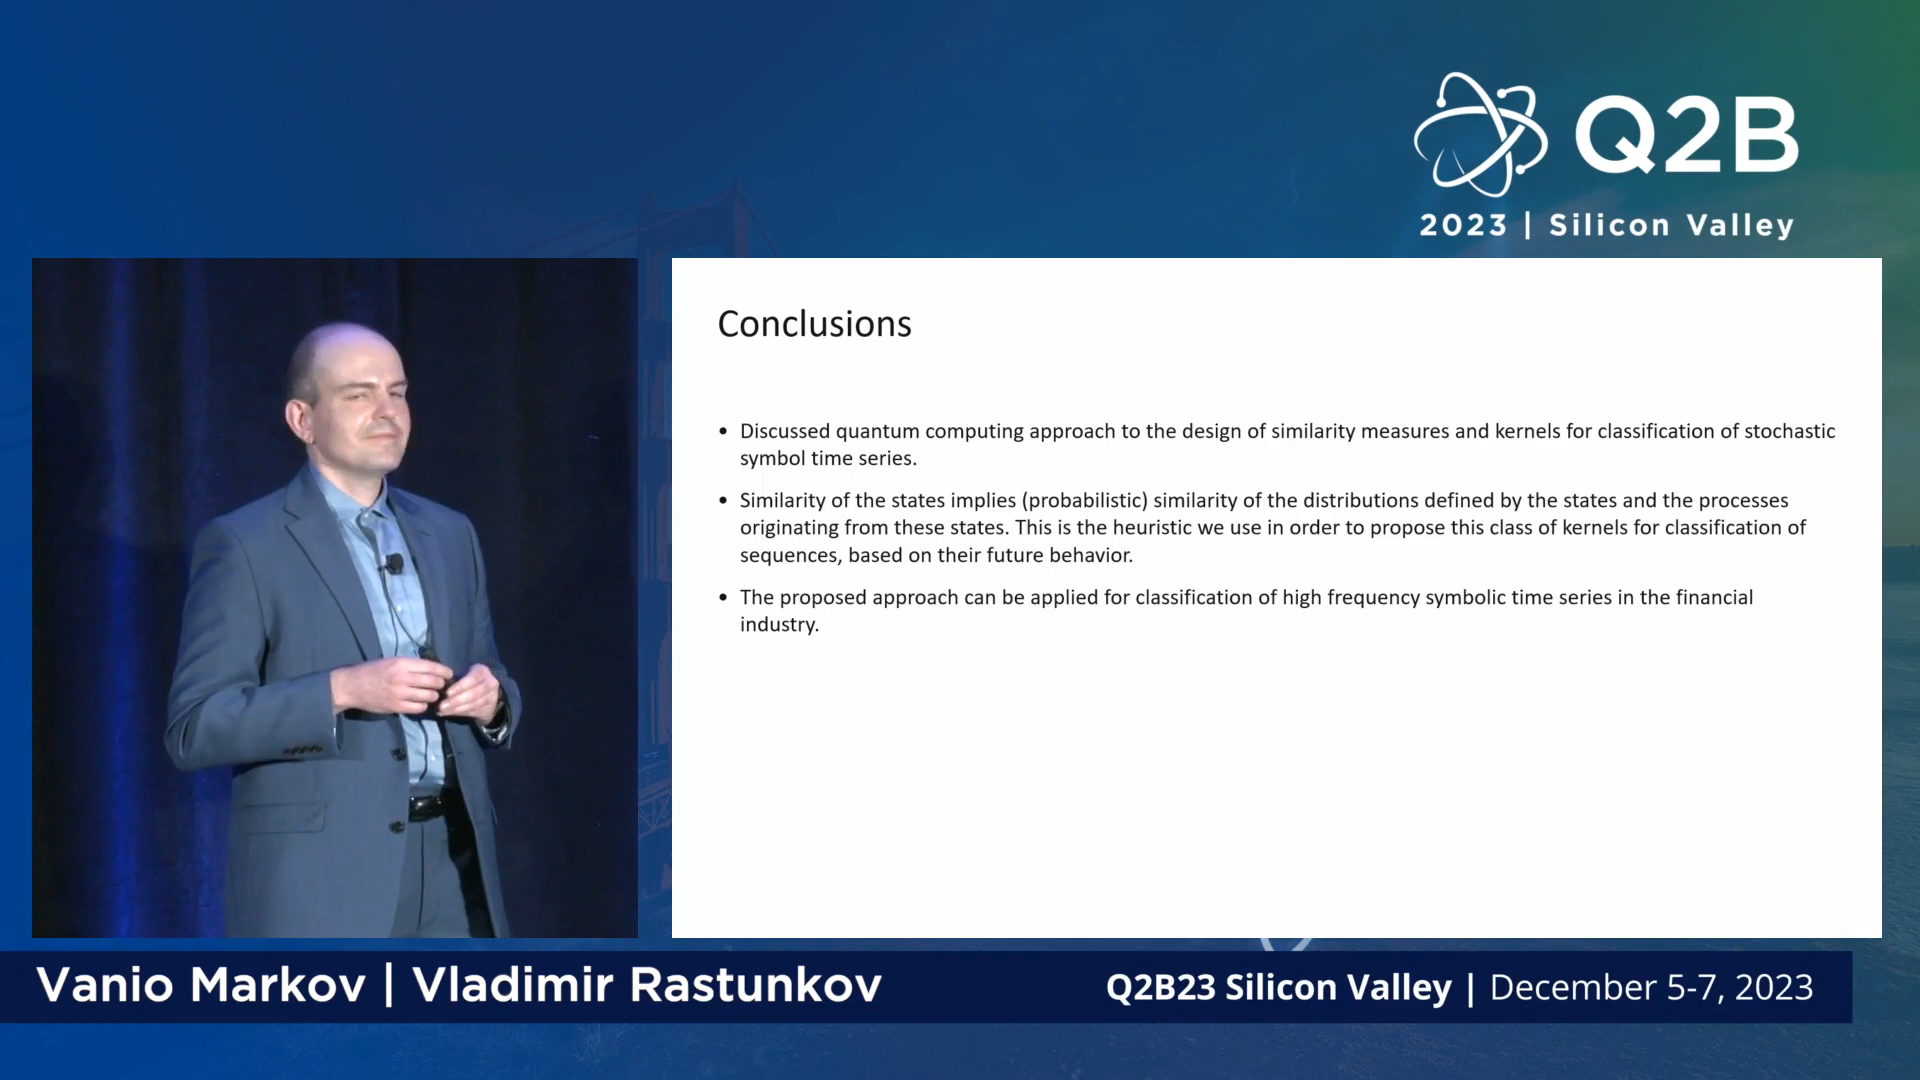 Q2B
2023 | Silicon Valley
Conclusions
• Discussed quantum computing approach to the design of similarity measures and kernels for classification of stochastic
symbol time series.
• Similarity of the states implies (probabilistic) similarity of the distributions defined by the states and the processes
originating from these states. This is the heuristic we use in order to propose this class of kernels for classification of
sequences, based on their future behavior.
• The proposed approach can be applied for classification of high frequency symbolic time series in the financial
industry.
Vanio Markov | Vladimir Rastunkov
Q2B23 Silicon Valley | December 5-7, 2023